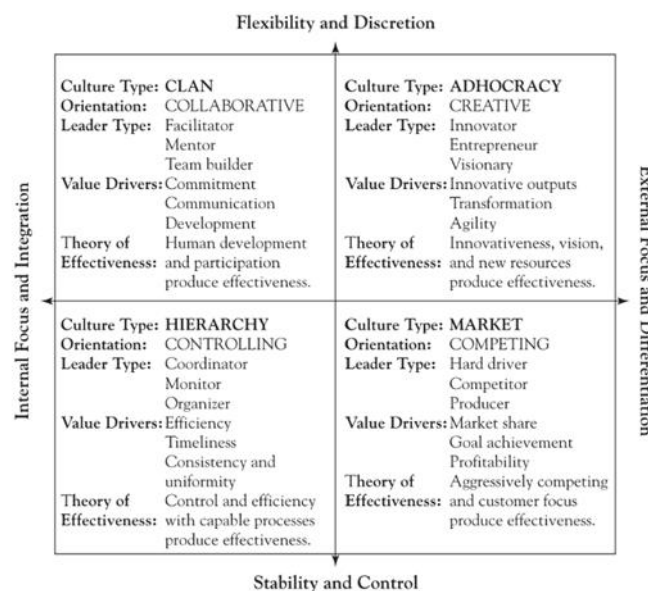 Flexibility and Discretion
Internal Focus and Integration
Culture Type: CLAN
Orientation: COLLABORATIVE
Leader Type: Facilitator
Mentor
Team builder
Value Drivers: Commitment
Communication
Development
Theory of Human development
Effectiveness: and participation
produce effectiveness.
Culture Type: ADHOCRACY
Orientation: CREATIVE
Leader Type: Innovator
Entrepreneur
Visionary
Value Drivers: Innovative outputs
Transformation
Agility
Theory of Innovativeness, vision,
Effectiveness: and new resources
produce effectiveness.
External Focus and Differentiation
Culture Type: HIERARCHY
Orientation: CONTROLLING
Leader Type: Coordinator
Monitor
Organizer
Value Drivers: Efficiency
Timeliness
Consistency and
uniformity
Theory of Control and efficiency
Effectiveness: with capable processes
produce effectiveness.
Culture Type: MARKET
Orientation: COMPETING
Leader Type: Hard driver
Competitor
Producer
Value Drivers: Market share
Goal achievement
Profitability
Theory of Aggressively competing
Effectiveness: and customer focus
produce effectiveness.
Stability and Control